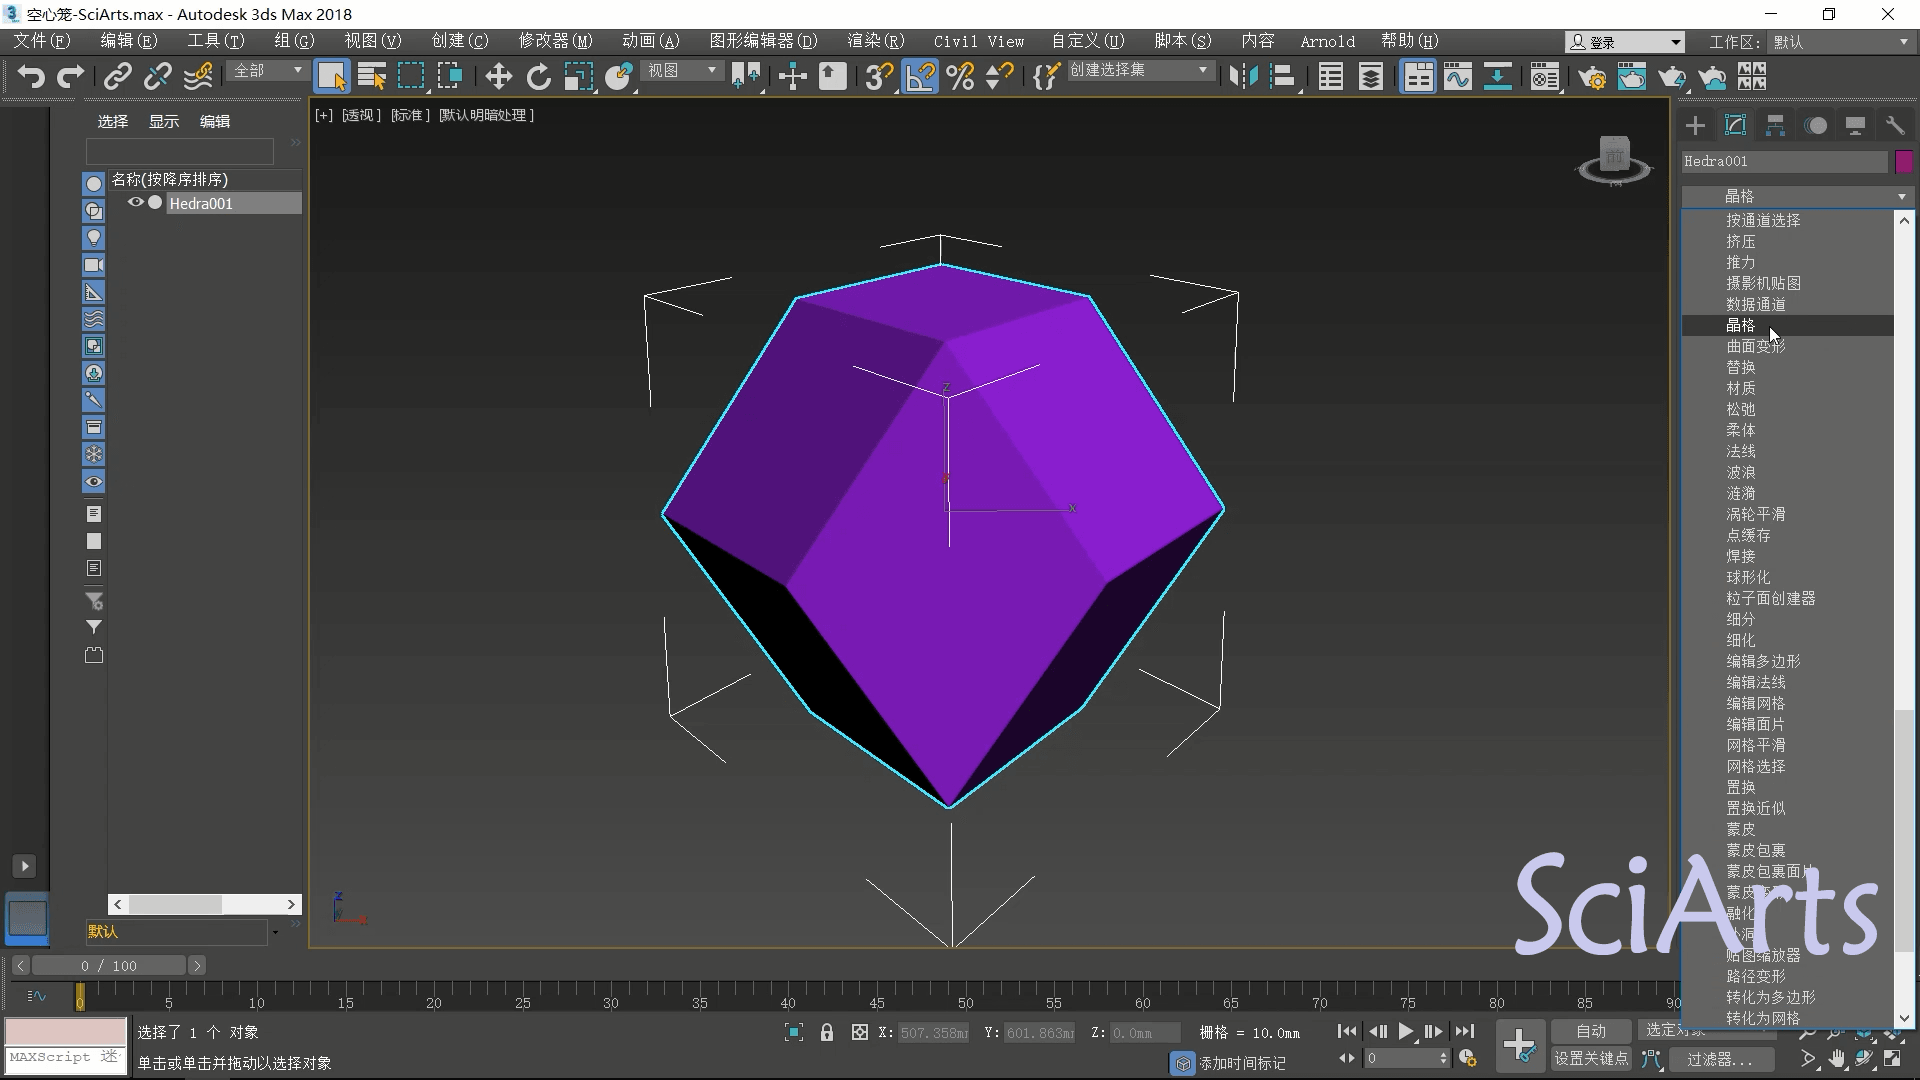 空心笼-SciArts.max - Autodesk 3ds Max 2018
文件(F) 编辑(E) 工具(T) 组(G) 视图(V) 创建(C) 修改器(M) 动画(A) 图形编辑器(D) 渲染(R) Civil View 自定义(U) 脚本(S) 内容 Arnold 帮助(H) 登录 工作区: 默认
全部 视图 创建选择集
选择 显示 编辑
[+] [透视] [标准] [默认明暗处理]
Hedra001
名称(按降序排序)
Hedra001
晶格
按通道选择
挤压
推力
摄影机贴图
数据通道
晶格
曲面变形
替换
材质
松弛
柔体
法线
波浪
涟漪
涡轮平滑
点缓存
焊接
球形化
粒子面创建器
细分
细化
编辑多边形
编辑法线
编辑网格
编辑面片
网格平滑
网格选择
置换
置换近似
蒙皮
蒙皮包裹
蒙皮包裹面片
融化
贴图缩放器
路径变形
转化为多边形
转化为网格
前
z
x
z
x
SciArts
默认
0 / 100
0 5 10 15 20 25 30 35 40 45 50 55 60 65 70 75 80 85 90
选择了 1 个 对象
X: 507.358mm Y: 601.863mm Z: 0.0mm 栅格 = 10.0mm
自动 选定对象
MAXScript 迷
单击或单击并拖动以选择对象
添加时间标记
0
设置关键点 过滤器...